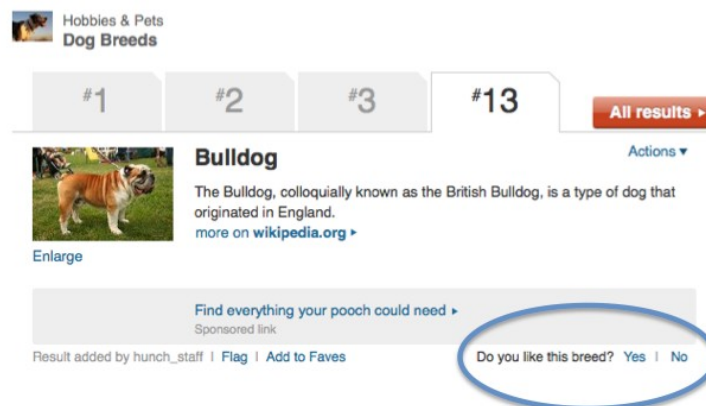 Hobbies & Pets
Dog Breeds
#1 #2 #3 #13 All results ▸
Bulldog
Actions ▾
The Bulldog, colloquially known as the British Bulldog, is a type of dog that
originated in England.
more on wikipedia.org ▸
Enlarge
Find everything your pooch could need ▸
Sponsored link
Result added by hunch_staff | Flag | Add to Faves Do you like this breed? Yes | No